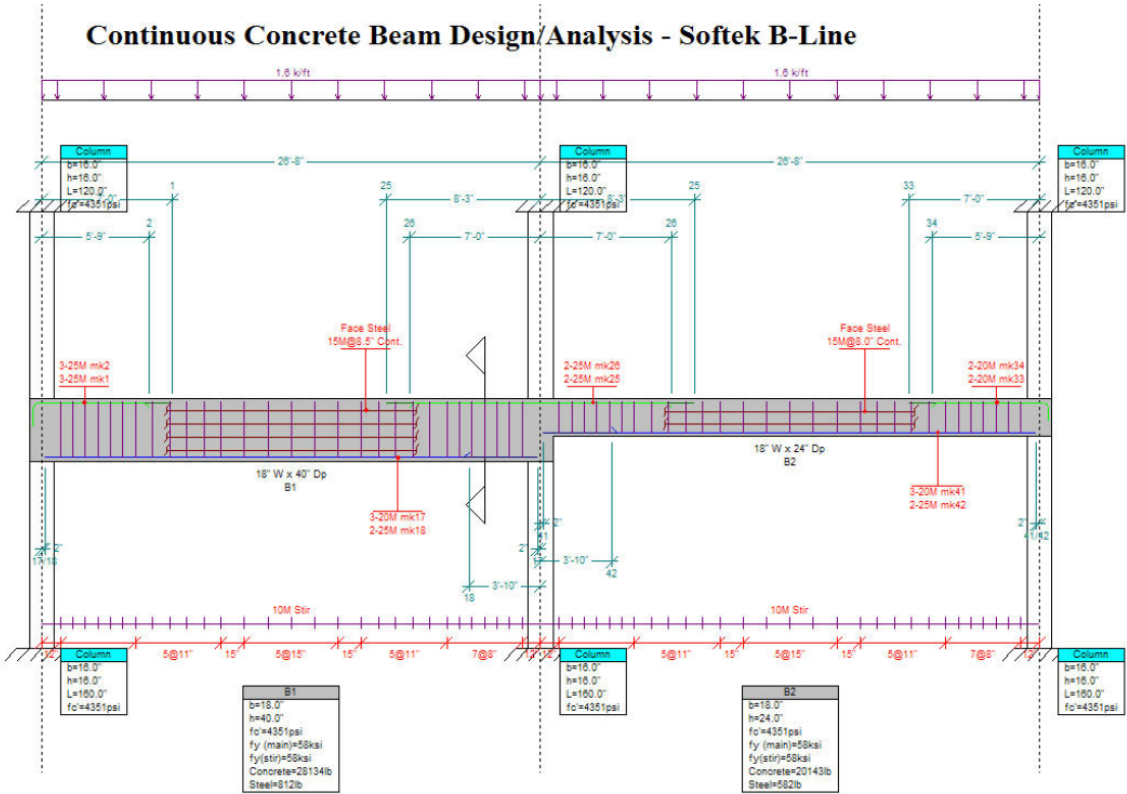 Continuous Concrete Beam Design/Analysis - Softek B-Line
1.6 k/ft
1.6 k/ft
Column
b=16.0"
h=16.0"
L=120.0"
fc'=4351psi
Column
b=16.0"
h=16.0"
L=120.0"
fc'=4351psi
Column
b=16.0"
h=16.0"
L=120.0"
fc'=4351psi
26'-8"
26'-8"
1
25
8'-3"
25
33
7'-0"
2
5'-9"
26
7'-0"
7'-0"
26
34
5'-9"
Face Steel
15M@8.5" Cont.
Face Steel
15M@8.0" Cont.
3-25M mk2
3-25M mk1
2-25M mk26
2-25M mk25
2-20M mk34
2-20M mk33
18" W x 40" Dp
B1
18" W x 24" Dp
B2
3-20M mk17
2-25M mk18
3-20M mk41
2-25M mk42
2"
17/18
2"
17
2"
41
2"
41/42
3'-10"
18
3'-10"
42
10M Stir
10M Stir
12"
5@11"
15"
5@15"
15"
5@11"
7@8"
12"
5@11"
15"
5@15"
15"
5@11"
7@8"
12"
Column
b=16.0"
h=16.0"
L=160.0"
fc'=4351psi
Column
b=16.0"
h=16.0"
L=160.0"
fc'=4351psi
Column
b=16.0"
h=16.0"
L=160.0"
fc'=4351psi
B1
b=18.0"
h=40.0"
fc'=4351psi
fy (main)=58ksi
fy(stir)=58ksi
Concrete=28134lb
Steel=812lb
B2
b=18.0"
h=24.0"
fc'=4351psi
fy (main)=58ksi
fy(stir)=58ksi
Concrete=20143lb
Steel=582lb